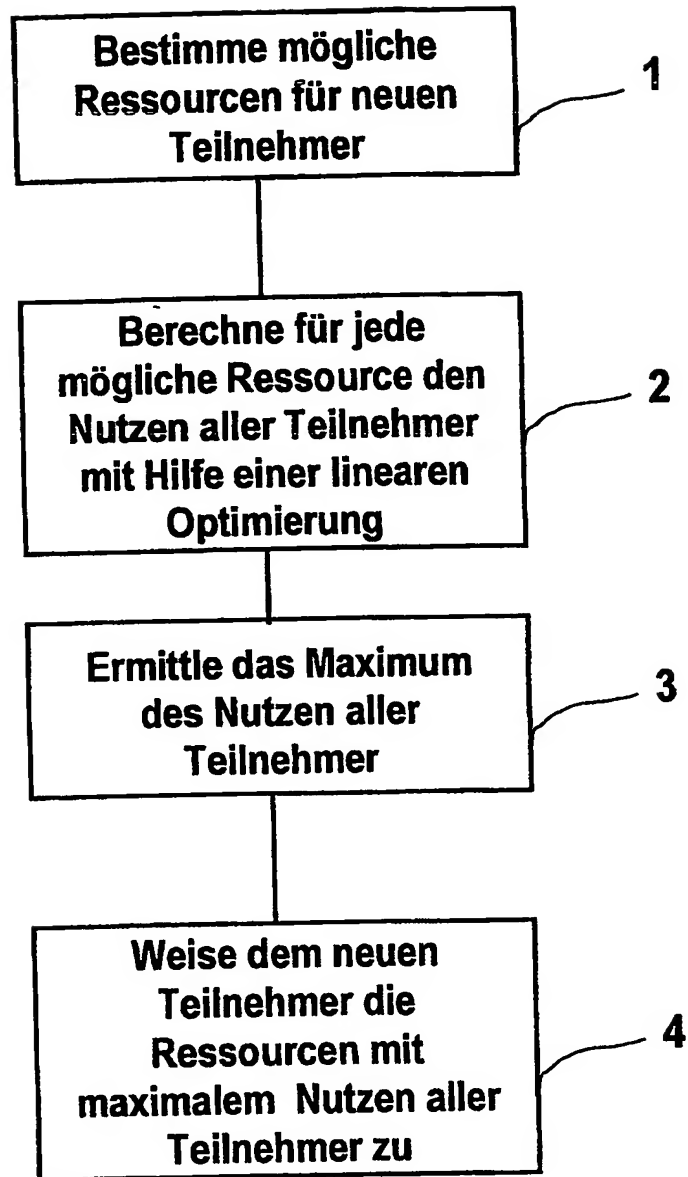 Bestimme mögliche
Ressourcen für neuen
Teilnehmer
1
Berechne für jede
mögliche Ressource den
Nutzen aller Teilnehmer
mit Hilfe einer linearen
Optimierung
2
Ermittle das Maximum
des Nutzen aller
Teilnehmer
3
Weise dem neuen
Teilnehmer die
Ressourcen mit
maximalem Nutzen aller
Teilnehmer zu
4